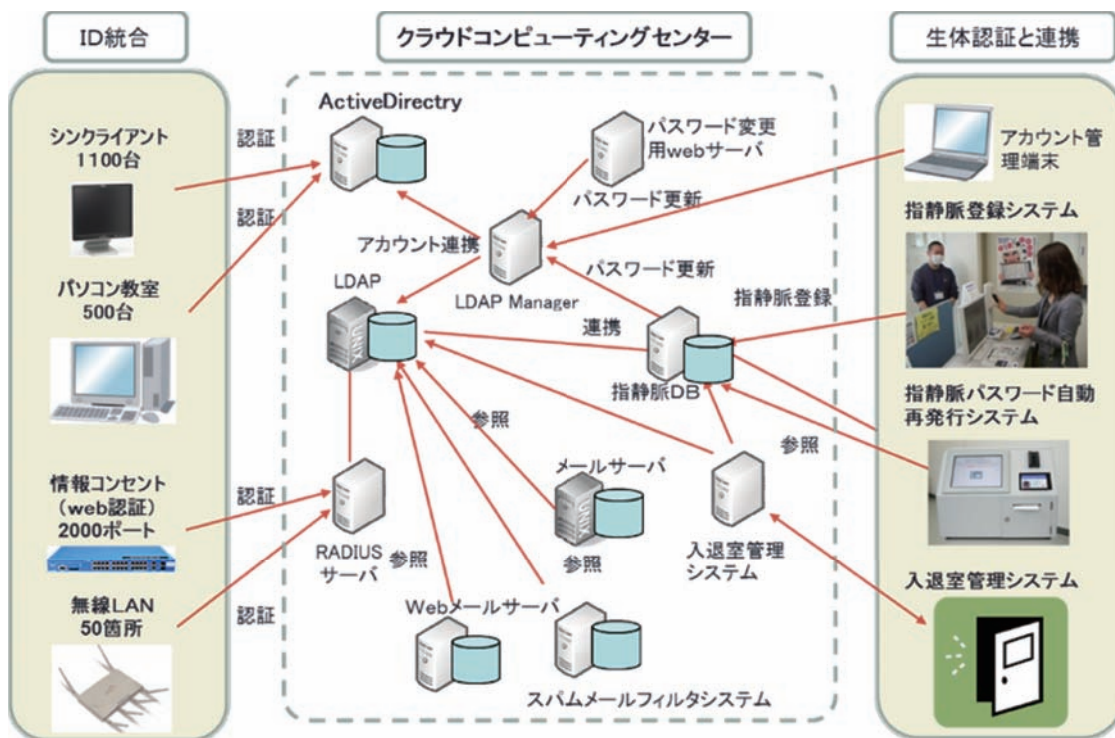 ID統合
シンクライアント
1100台
パソコン教室
500台
情報コンセント
（web認証）
2000ポート
無線LAN
50箇所
認証
認証
認証
認証
クラウドコンピューティングセンター
ActiveDirectry
パスワード変更
用webサーバ
パスワード更新
アカウント連携
LDAP Manager
パスワード更新
LDAP
UNIX
連携
指静脈DB
指静脈登録
参照
参照
メールサーバ
UNIX
参照
RADIUS
サーバ
参照
入退室管理
システム
Webメールサーバ
スパムメールフィルタシステム
生体認証と連携
アカウント管
理端末
指静脈登録システム
指静脈パスワード自動
再発行システム
入退室管理システム